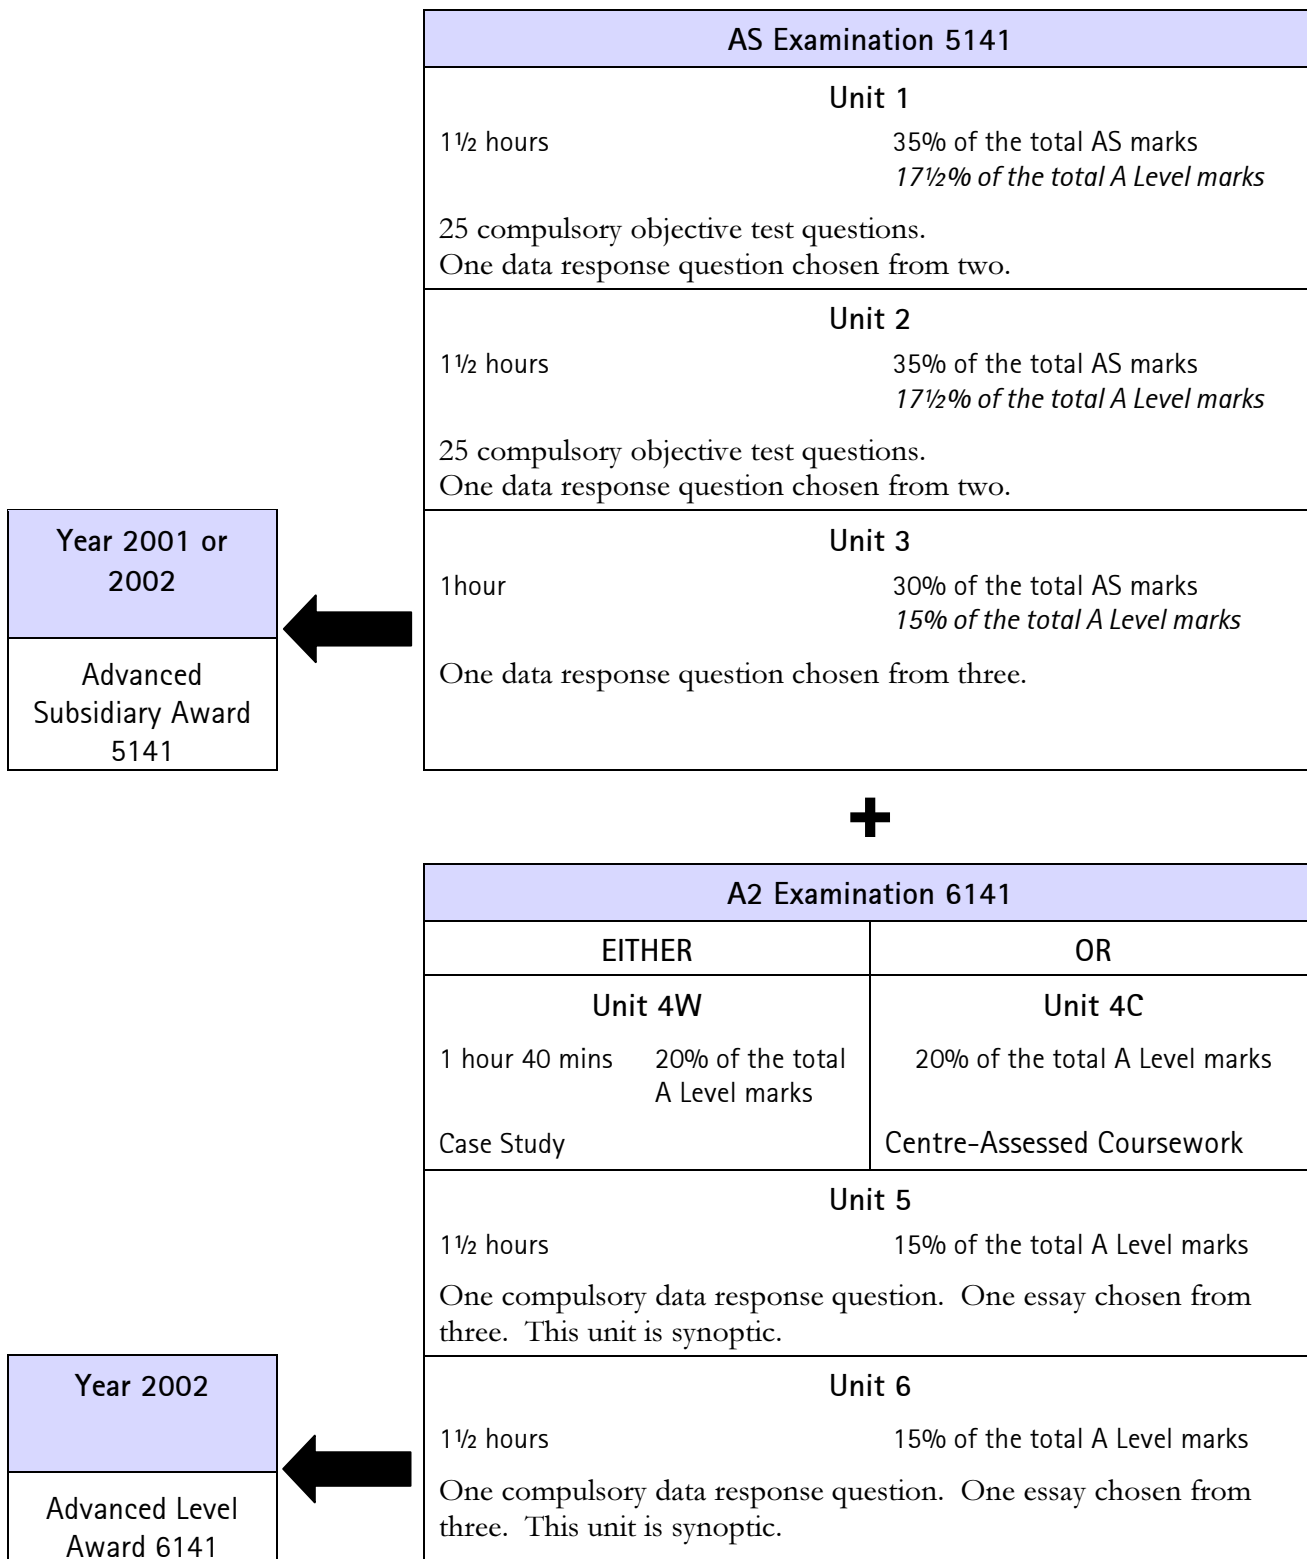 AS Examination 5141
Unit 1
1½ hours 35% of the total AS marks
17½% of the total A Level marks
25 compulsory objective test questions.
One data response question chosen from two.
Unit 2
1½ hours 35% of the total AS marks
17½% of the total A Level marks
25 compulsory objective test questions.
One data response question chosen from two.
Year 2001 or
2002
Advanced
Subsidiary Award
5141
Unit 3
1hour 30% of the total AS marks
15% of the total A Level marks
One data response question chosen from three.
+
A2 Examination 6141
EITHER OR
Unit 4W
1 hour 40 mins 20% of the total
A Level marks
Case Study
Unit 4C
20% of the total A Level marks
Centre-Assessed Coursework
Unit 5
1½ hours 15% of the total A Level marks
One compulsory data response question. One essay chosen from
three. This unit is synoptic.
Year 2002
Advanced Level
Award 6141
Unit 6
1½ hours 15% of the total A Level marks
One compulsory data response question. One essay chosen from
three. This unit is synoptic.